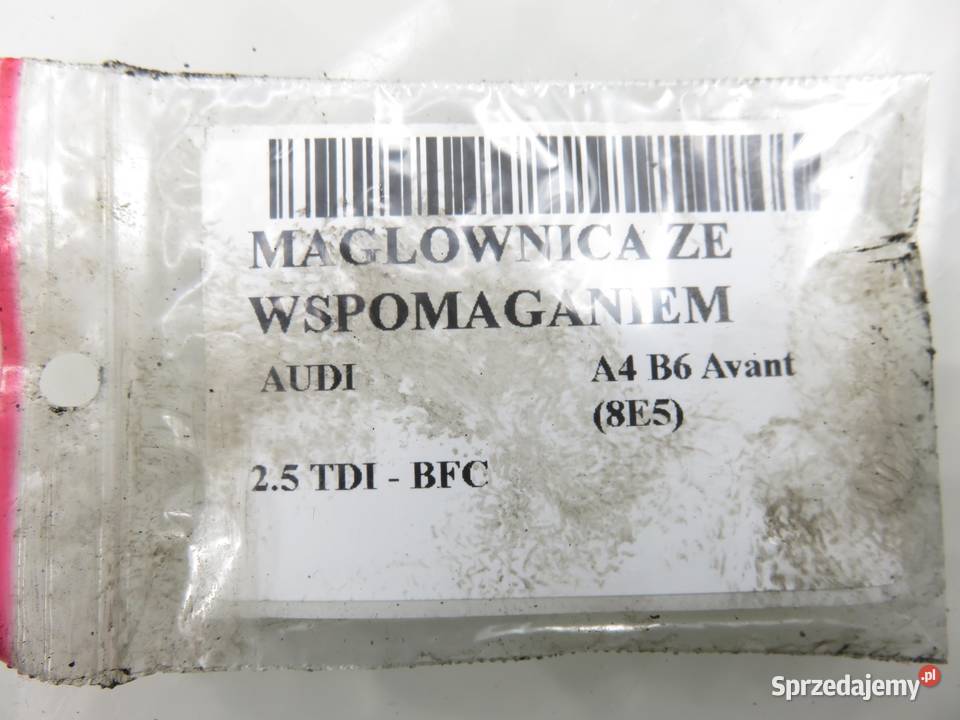 MAGLOWNICA ZE
WSPOMAGANIEM
AUDI A4 B6 Avant
(8E5)
2.5 TDI - BFC
Sprzedajemy.pl